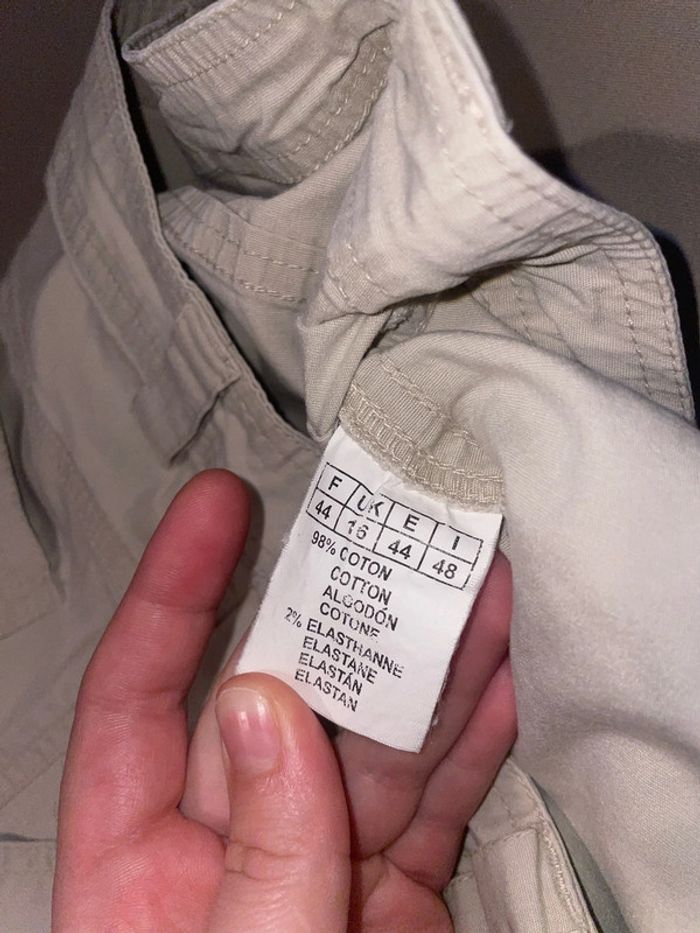 F UK E I
44 16 44 48
98% COTON
COTTON
ALGODÓN
COTONE
2% ELASTHANNE
ELASTANE
ELASTÁN
ELASTAN